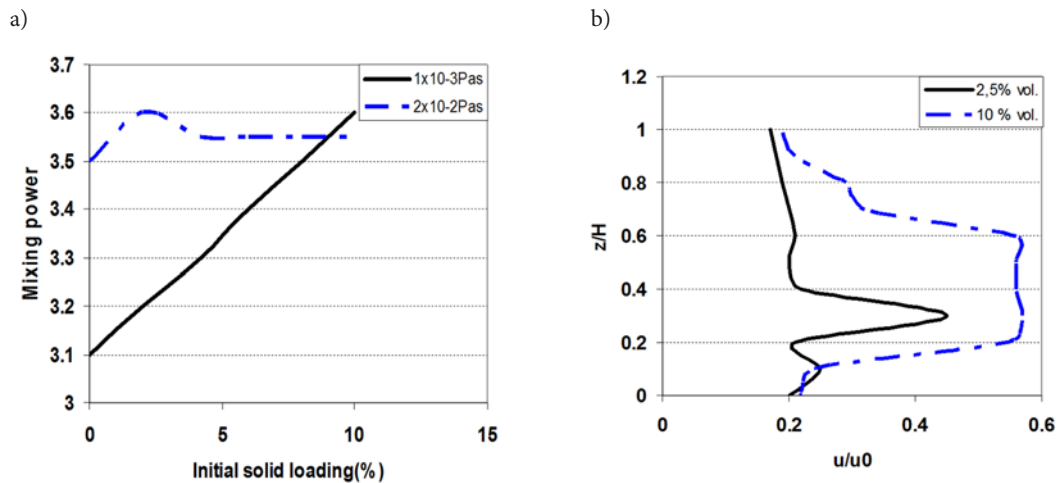 a)
b)
3.7
3.6
3.5
3.4
3.3
3.2
3.1
3
Mixing power
0
5
10
15
Initial solid loading(%)
1x10-3Pas
2x10-2Pas
1.2
1
0.8
0.6
0.4
0.2
0
z/H
0
0.2
0.4
0.6
u/u0
2,5% vol.
10 % vol.